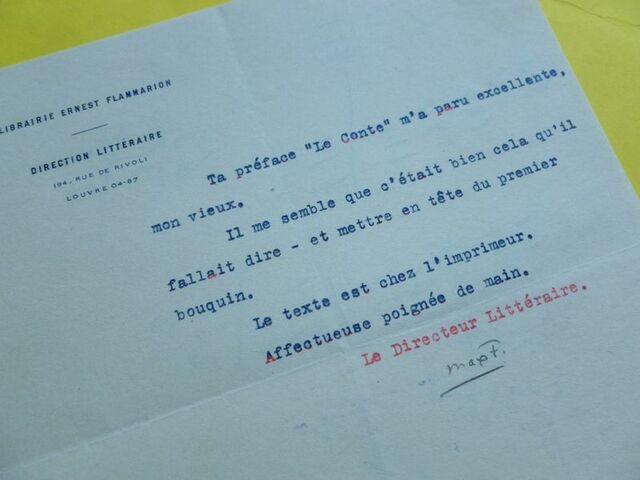 LIBRAIRIE ERNEST FLAMMARION
DIRECTION LITTÉRAIRE
194, RUE DE RIVOLI
LOUVRE 04-87
Ta préface "Le Conte" m'a paru excellente,
mon vieux.
Il me semble que c'était bien cela qu'il
fallait dire - et mettre en tête du premier
bouquin.
Le texte est chez l'imprimeur.
Affectueuse poignée de main.
Le Directeur Littéraire.